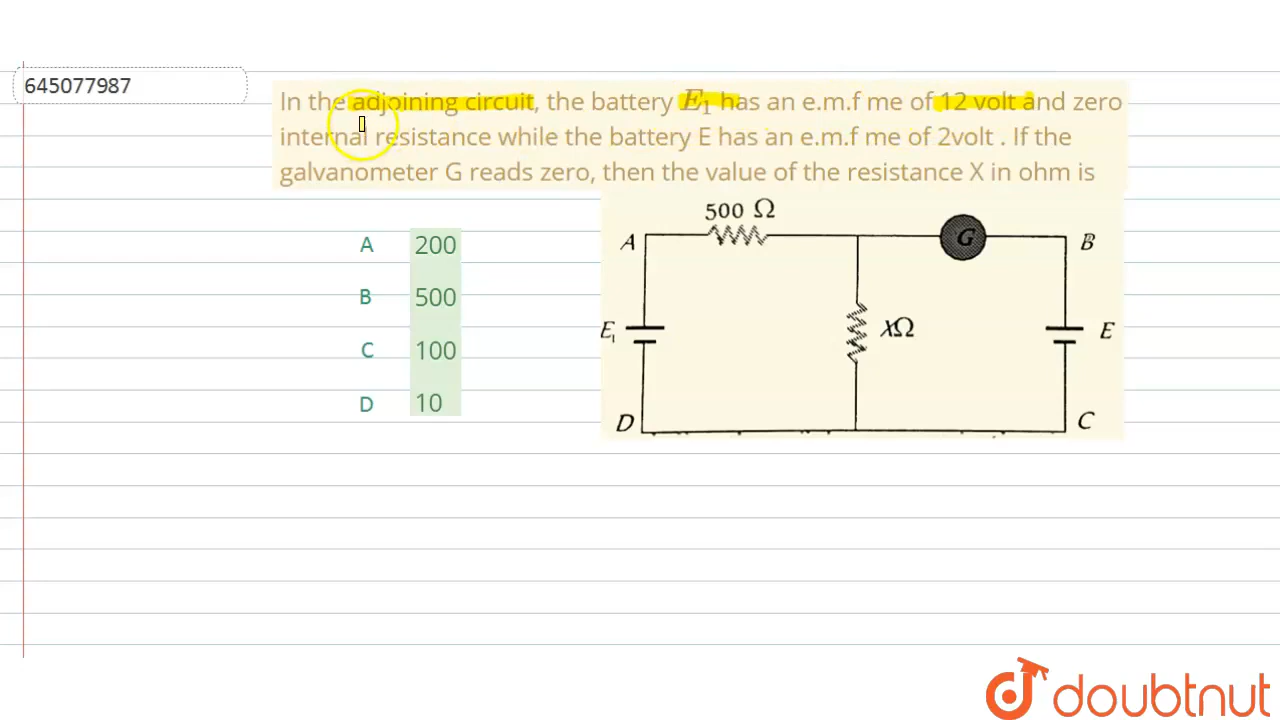 645077987
In the adjoining circuit, the battery E₁ has an e.m.f me of 12 volt and zero
internal resistance while the battery E has an e.m.f me of 2volt . If the
galvanometer G reads zero, then the value of the resistance X in ohm is
A 200
B 500
C 100
D 10
500 Ω
A
G
B
E₁
XΩ
E
D
C
doubtnut